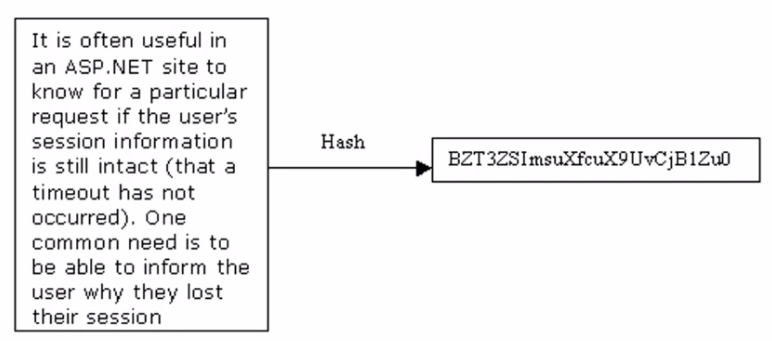 It is often useful in
an ASP.NET site to
know for a particular
request if the user's
session information
is still intact (that a
timeout has not
occurred). One
common need is to
be able to inform the
user why they lost
their session
Hash
BZT3ZSImsuXfcuX9UvCjB1Zu0